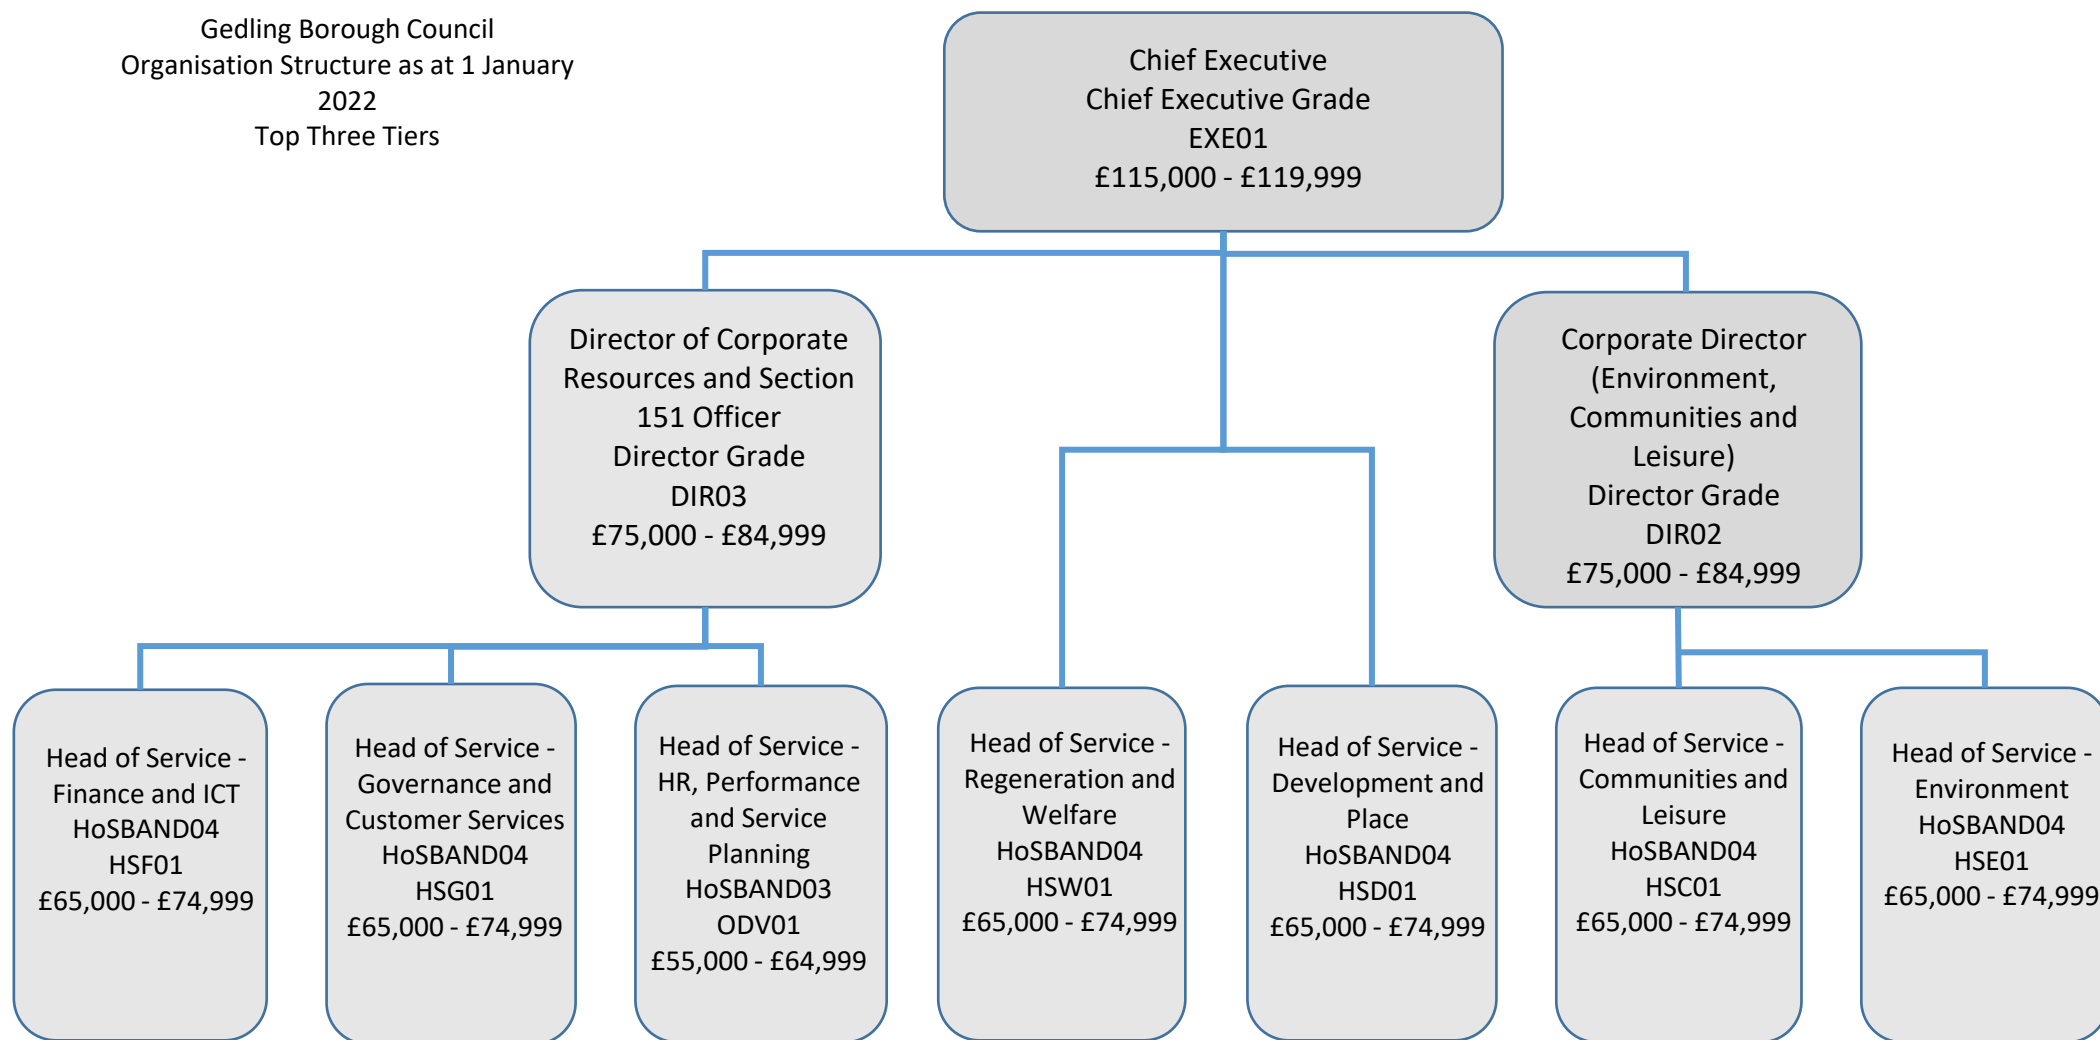 Gedling Borough Council
Organisation Structure as at 1 January
2022
Top Three Tiers
Chief Executive
Chief Executive Grade
EXE01
£115,000 - £119,999
Director of Corporate
Resources and Section
151 Officer
Director Grade
DIR03
£75,000 - £84,999
Corporate Director
(Environment,
Communities and
Leisure)
Director Grade
DIR02
£75,000 - £84,999
Head of Service -
Finance and ICT
HoSBAND04
HSF01
£65,000 - £74,999
Head of Service -
Governance and
Customer Services
HoSBAND04
HSG01
£65,000 - £74,999
Head of Service -
HR, Performance
and Service
Planning
HoSBAND03
ODV01
£55,000 - £64,999
Head of Service -
Regeneration and
Welfare
HoSBAND04
HSW01
£65,000 - £74,999
Head of Service -
Development and
Place
HoSBAND04
HSD01
£65,000 - £74,999
Head of Service -
Communities and
Leisure
HoSBAND04
HSC01
£65,000 - £74,999
Head of Service -
Environment
HoSBAND04
HSE01
£65,000 - £74,999